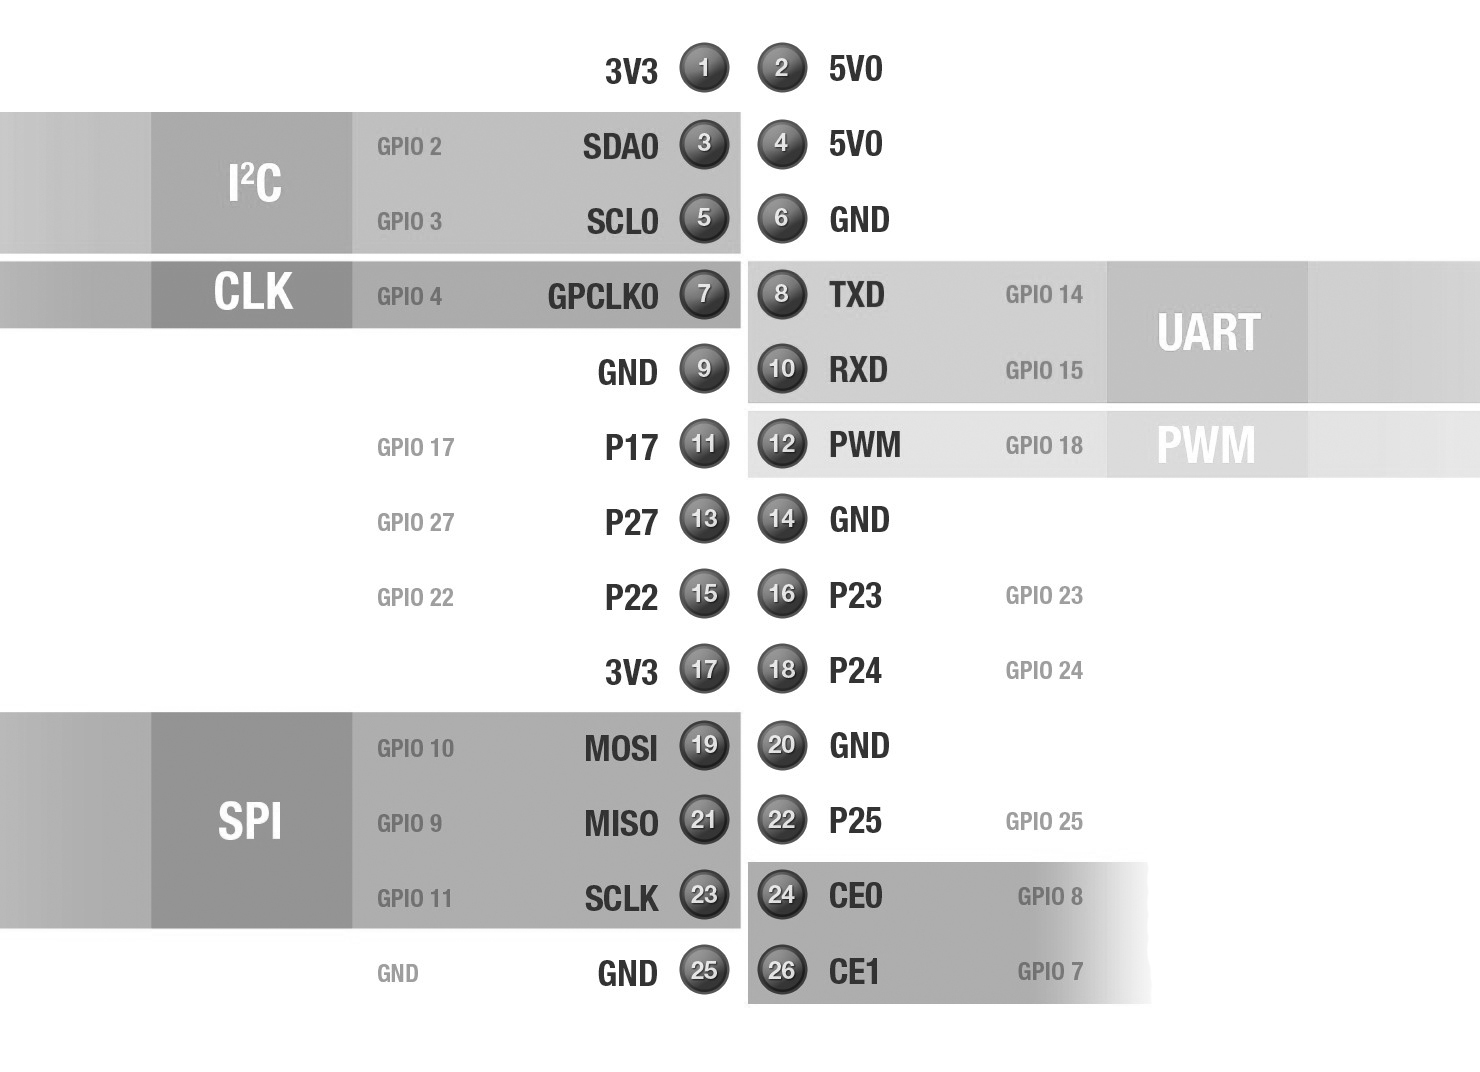 3V3 1 2 5V0
I²C GPIO 2 SDA0 3 4 5V0
GPIO 3 SCL0 5 6 GND
CLK GPIO 4 GPCLK0 7 8 TXD GPIO 14 UART
GND 9 10 RXD GPIO 15
GPIO 17 P17 11 12 PWM GPIO 18 PWM
GPIO 27 P27 13 14 GND
GPIO 22 P22 15 16 P23 GPIO 23
3V3 17 18 P24 GPIO 24
GPIO 10 MOSI 19 20 GND
SPI GPIO 9 MISO 21 22 P25 GPIO 25
GPIO 11 SCLK 23 24 CE0 GPIO 8
GND GND 25 26 CE1 GPIO 7